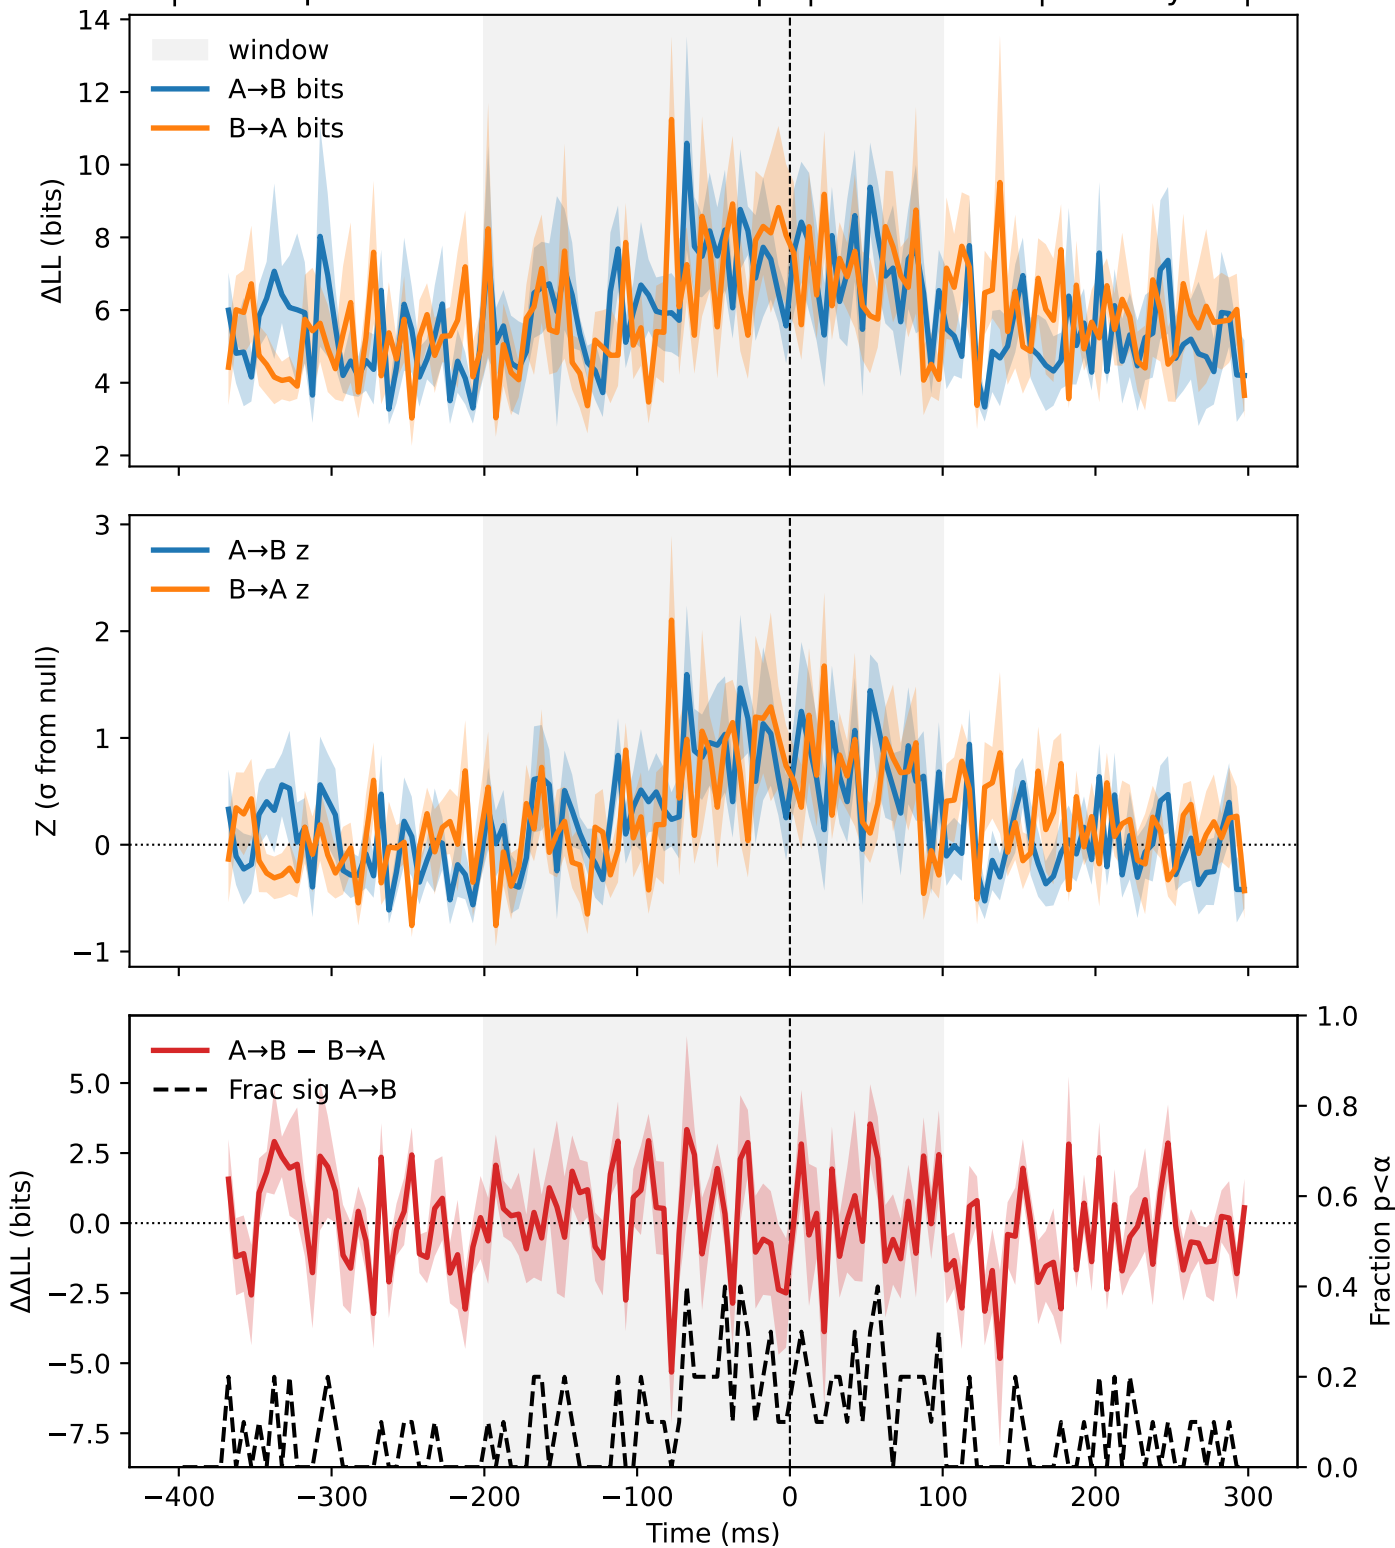 14
12
10
8
6
4
2
ΔLL (bits)
window
A→B bits
B→A bits
3
2
1
0
−1
Z (σ from null)
A→B z
B→A z
5.0
2.5
0.0
−2.5
−5.0
−7.5
ΔΔLL (bits)
A→B − B→A
Frac sig A→B
1.0
0.8
0.6
0.4
0.2
0.0
Fraction p<α
−400 −300 −200 −100 0 100 200 300
Time (ms)